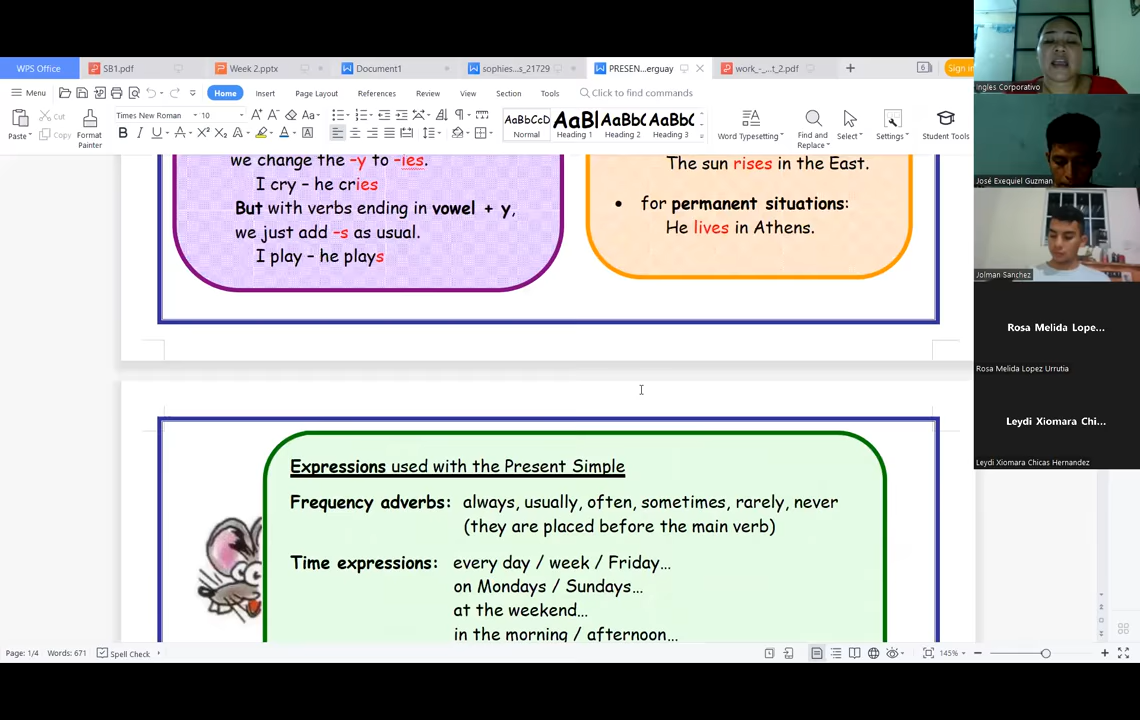 WPS Office
SB1.pdf
Week 2.pptx
Document1
sophies...s_21729
PRESEN...erguay
work_-_...t_2.pdf
Sign in
Menu
Home
Insert
Page Layout
References
Review
View
Section
Tools
Click to find commands
Paste
Cut
Copy
Format Painter
Times New Roman
10
AaBbCcD
Normal
AaBl
Heading 1
AaBb(
Heading 2
AaBb(
Heading 3
Word Typesetting
Find and Replace
Select
Settings
Student Tools
we change the -y to -ies.
I cry – he cries
But with verbs ending in vowel + y,
we just add -s as usual.
I play – he plays
The sun rises in the East.
• for permanent situations:
He lives in Athens.
Expressions used with the Present Simple
Frequency adverbs: always, usually, often, sometimes, rarely, never
(they are placed before the main verb)
Time expressions: every day / week / Friday...
on Mondays / Sundays...
at the weekend...
in the morning / afternoon...
Page: 1/4
Words: 671
Spell Check
145%
Ingles Corporativo
José Exequiel Guzman
Jolman Sanchez
Rosa Melida Lope...
Rosa Melida Lopez Urrutia
Leydi Xiomara Chi...
Leydi Xiomara Chicas Hernandez